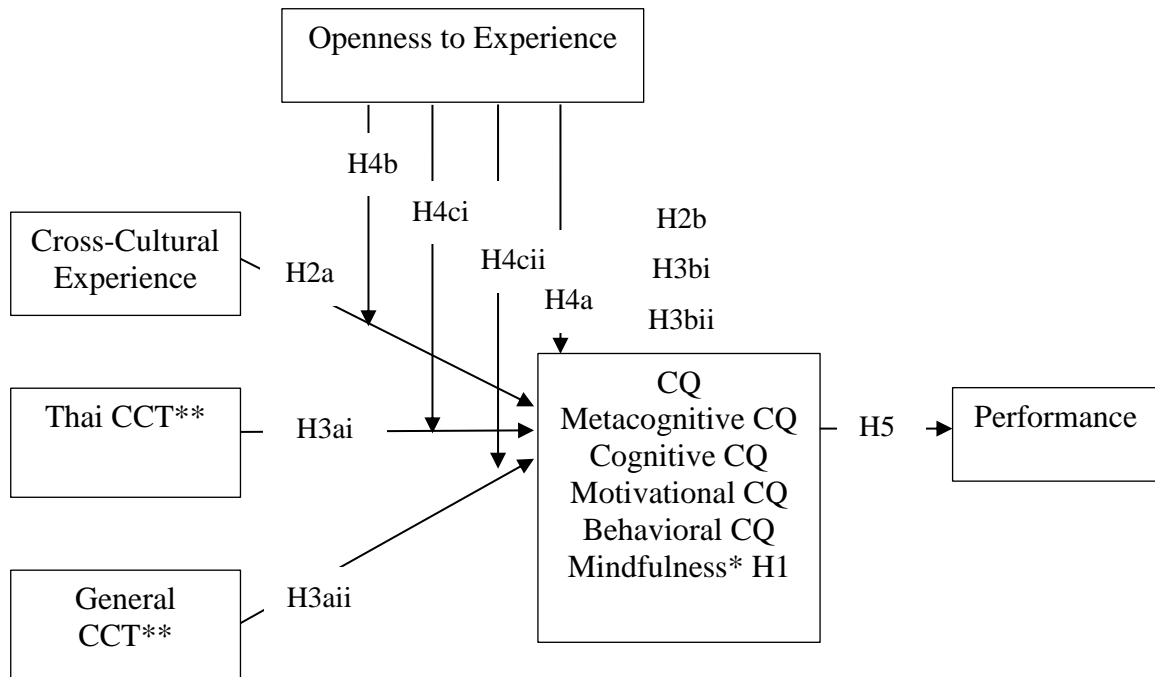 Openness to Experience
H4b
H4ci
H2b
Cross-Cultural
Experience
H2a
H4cii
H3bi
H4a
H3bii
CQ
Metacognitive CQ
Cognitive CQ
Motivational CQ
Behavioral CQ
Mindfulness* H1
Thai CCT**
H3ai
H5
Performance
General
CCT**
H3aii